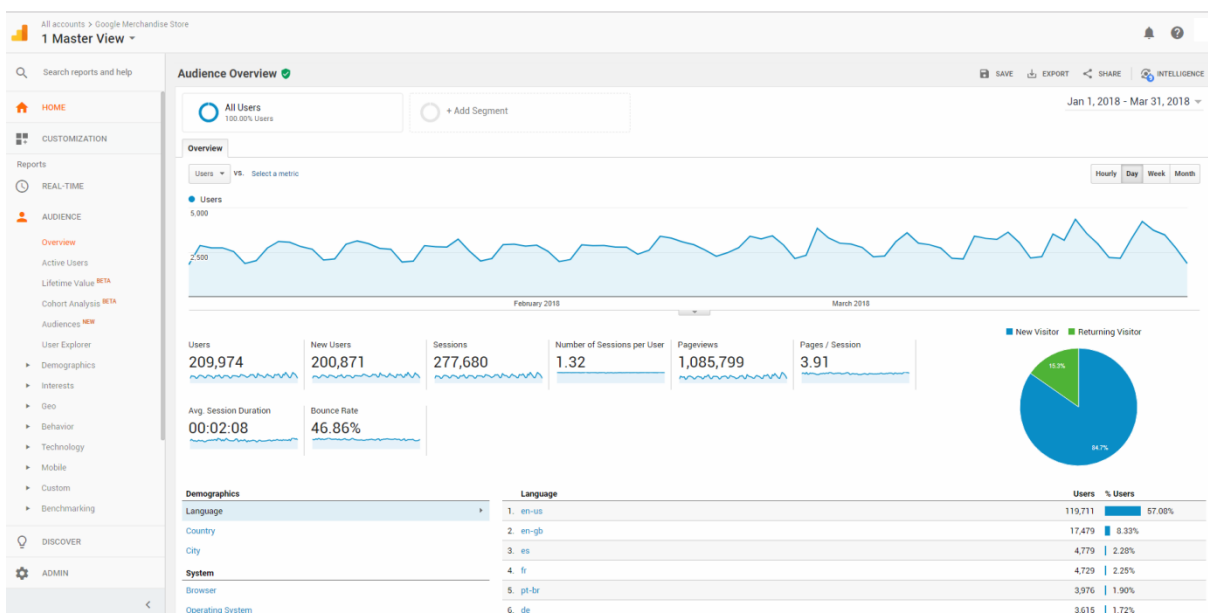 All accounts > Google Merchandise Store
1 Master View
Search reports and help
HOME
CUSTOMIZATION
Reports
REAL-TIME
AUDIENCE
Overview
Active Users
Lifetime Value BETA
Cohort Analysis BETA
Audiences NEW
User Explorer
Demographics
Interests
Geo
Behavior
Technology
Mobile
Custom
Benchmarking
DISCOVER
ADMIN
Audience Overview
SAVE EXPORT SHARE INTELLIGENCE
All Users
100.00% Users
+ Add Segment
Jan 1, 2018 - Mar 31, 2018
Overview
Users VS. Select a metric
Hourly Day Week Month
Users
5,000
2,500
February 2018 March 2018
Users
209,974
New Users
200,871
Sessions
277,680
Number of Sessions per User
1.32
Pageviews
1,085,799
Pages / Session
3.91
Avg. Session Duration
00:02:08
Bounce Rate
46.86%
New Visitor Returning Visitor
15.3%
84.7%
Demographics
Language
Country
City
System
Browser
Operating System
Language Users % Users
1. en-us 119,711 57.08%
2. en-gb 17,479 8.33%
3. es 4,779 2.28%
4. fr 4,729 2.25%
5. pt-br 3,976 1.90%
6. de 3,615 1.72%